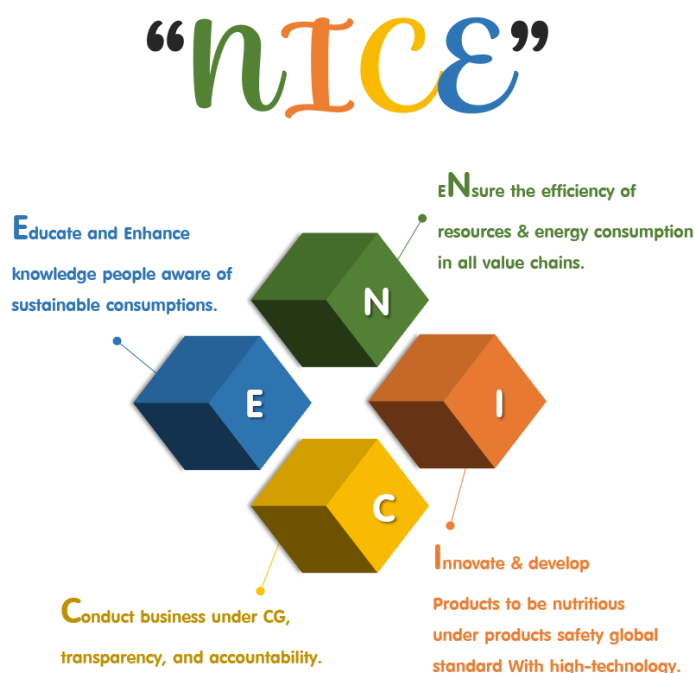 “nICE”
ENsure the efficiency of
resources & energy consumption
in all value chains.
Educate and Enhance
knowledge people aware of
sustainable consumptions.
N
E
I
C
Innovate & develop
Products to be nutritious
under products safety global
standard With high-technology.
Conduct business under CG,
transparency, and accountability.